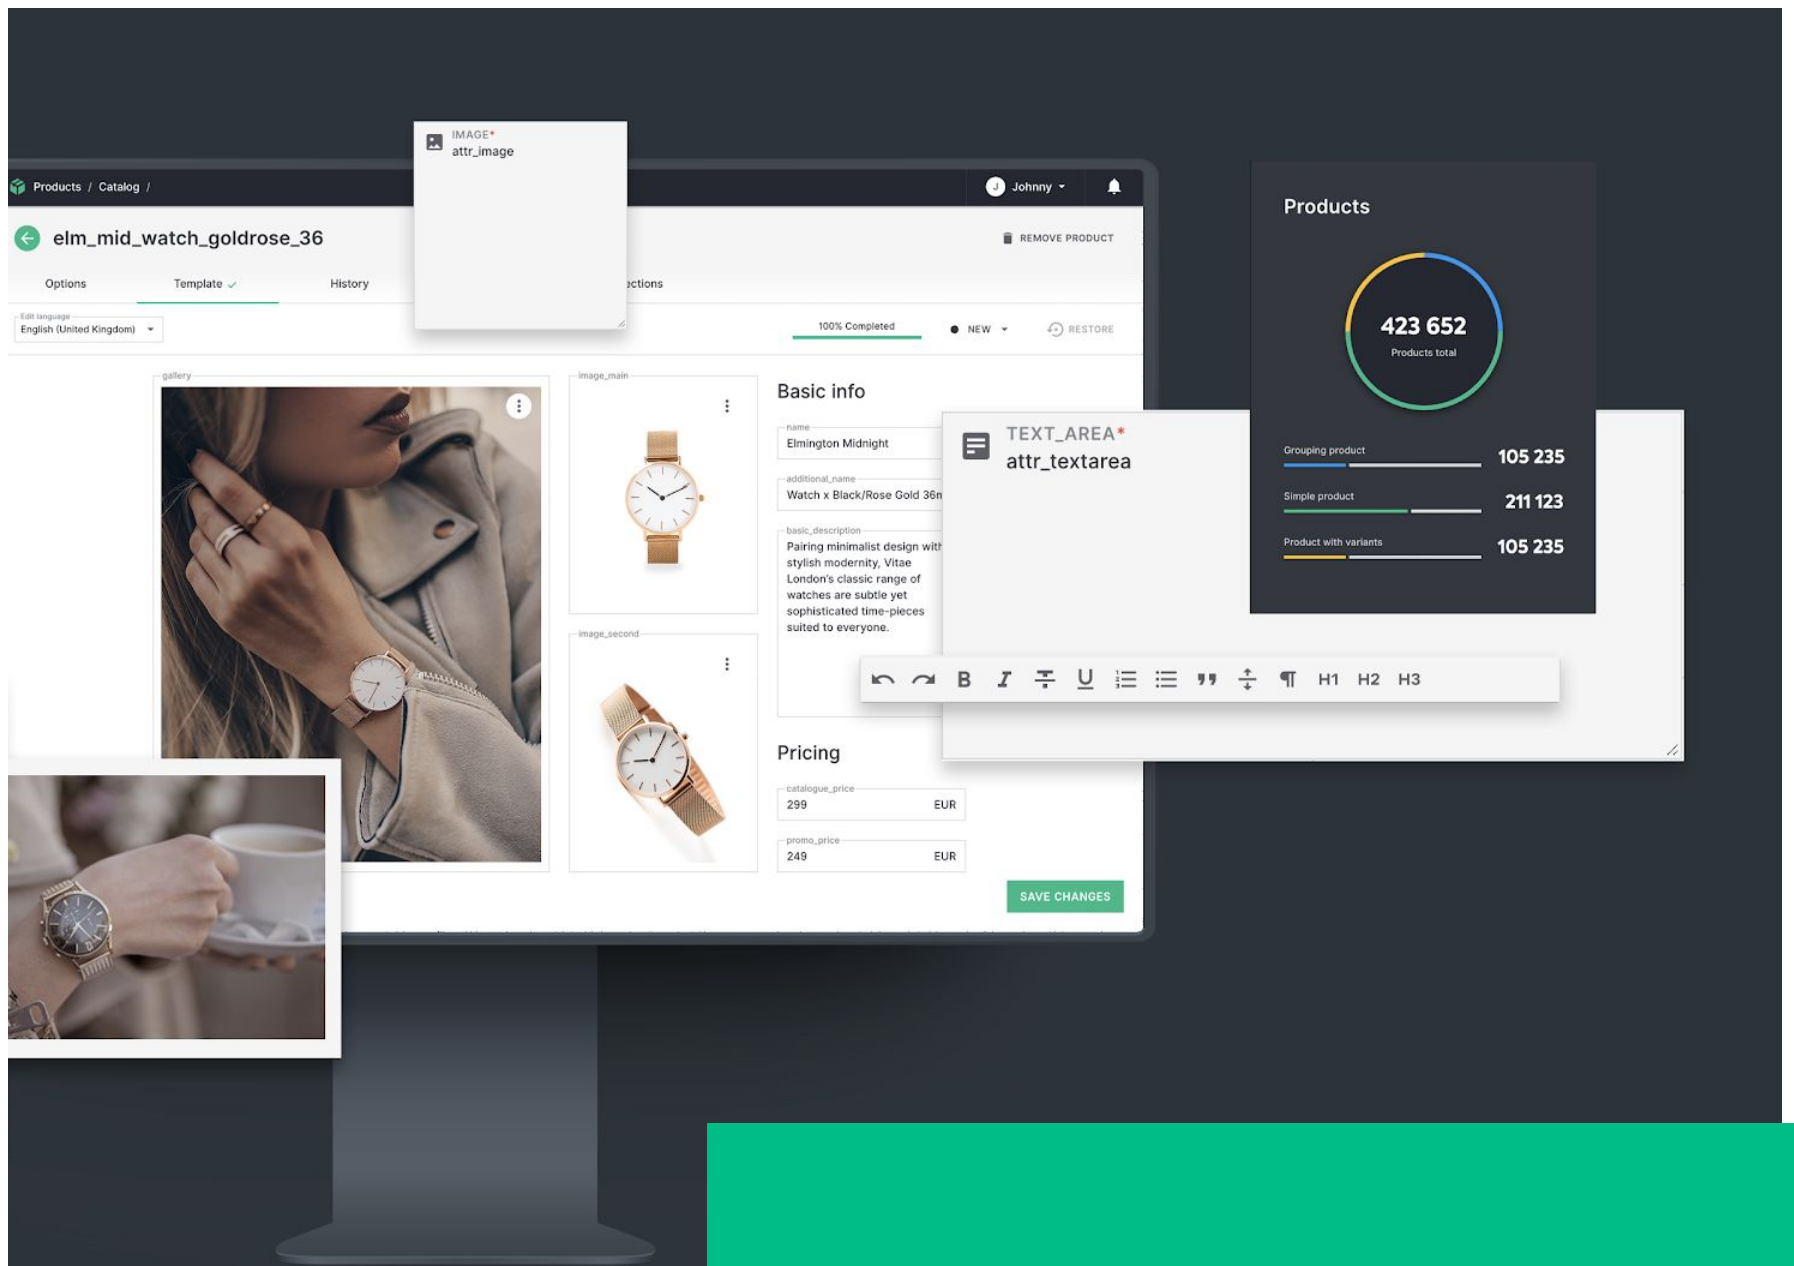 IMAGE*
attr_image
Products / Catalog /
J Johnny
elm_mid_watch_goldrose_36
REMOVE PRODUCT
Options
Template
History
ections
Edit language
English (United Kingdom)
100% Completed
NEW
RESTORE
gallery
image_main
image_second
Basic info
name
Elmington Midnight
additional_name
Watch x Black/Rose Gold 36m
basic_description
Pairing minimalist design with
stylish modernity, Vitae
London's classic range of
watches are subtle yet
sophisticated time-pieces
suited to everyone.
Pricing
catalogue_price
299 EUR
promo_price
249 EUR
SAVE CHANGES
TEXT_AREA*
attr_textarea
B I T U H1 H2 H3
Products
423 652
Products total
Grouping product 105 235
Simple product 211 123
Product with variants 105 235